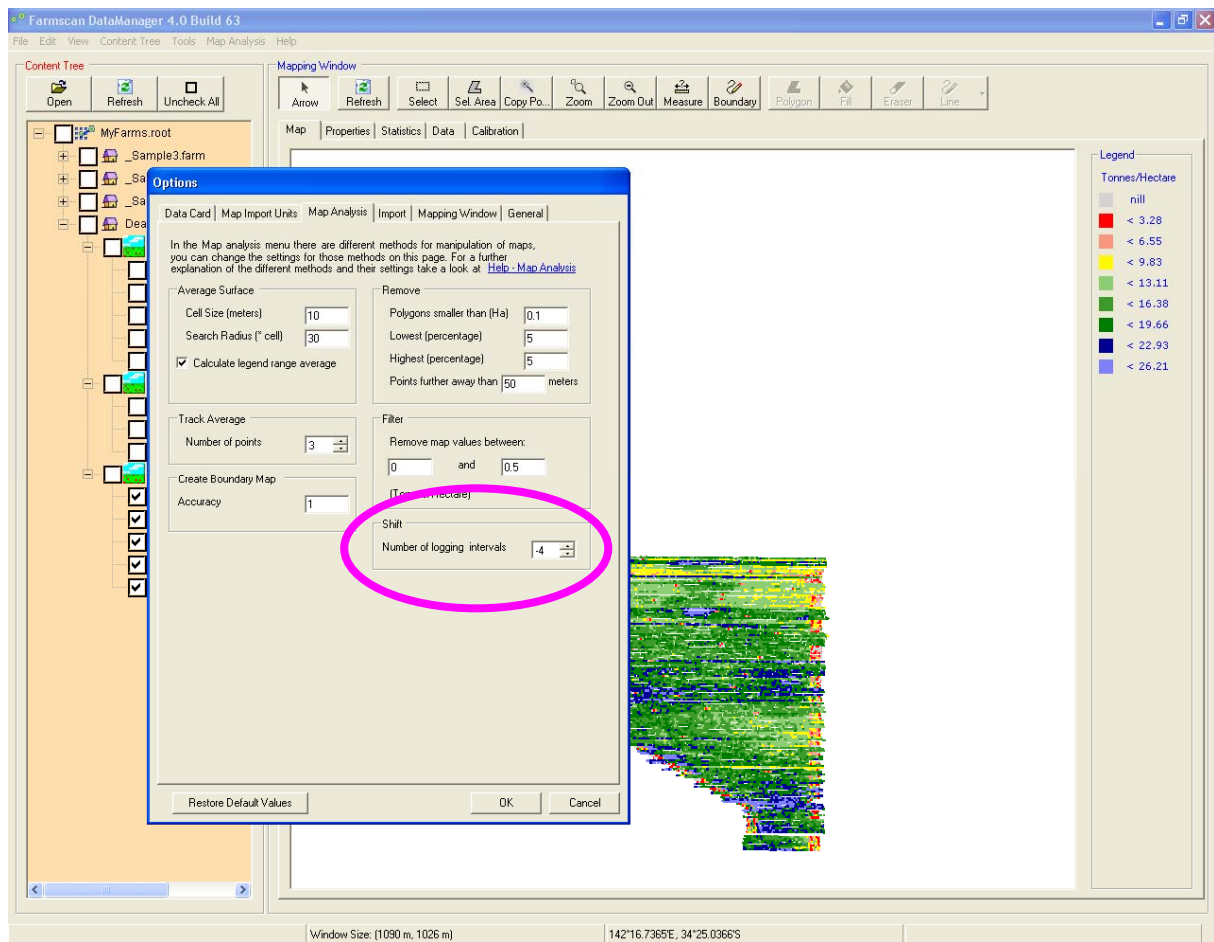 Farmscan DataManager 4.0 Build 63
File Edit View Content Tree Tools Map Analysis Help
Content Tree
Open Refresh Uncheck All
MyFarms.root
_Sample3.farm
_Sa
_Sa
Dea
Mapping Window
Arrow Refresh Select Sel. Area Copy Po... Zoom Zoom Out Measure Boundary Polygon Fill Eraser Line
Map Properties Statistics Data Calibration
Options
Data Card Map Import Units Map Analysis Import Mapping Window General
In the Map analysis menu there are different methods for manipulation of maps,
you can change the settings for those methods on this page. For a further
explanation of the different methods and their settings take a look at Help - Map Analysis
Average Surface
Cell Size (meters) 10
Search Radius (* cell) 30
Calculate legend range average
Remove
Polygons smaller than (Ha) 0.1
Lowest (percentage) 5
Highest (percentage) 5
Points further away than 50 meters
Track Average
Number of points 3
Create Boundary Map
Accuracy 1
Filter
Remove map values between:
0 and 0.5
Shift
Number of logging intervals -4
Restore Default Values OK Cancel
Legend
Tonnes/Hectare
nill
< 3.28
< 6.55
< 9.83
< 13.11
< 16.38
< 19.66
< 22.93
< 26.21
Window Size: (1090 m, 1026 m) 142°16.7365'E, 34°25.0366'S